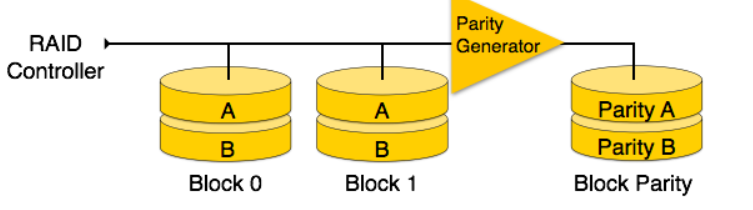 RAID
Controller
Parity
Generator
A
B
Block 0
A
B
Block 1
Parity A
Parity B
Block Parity